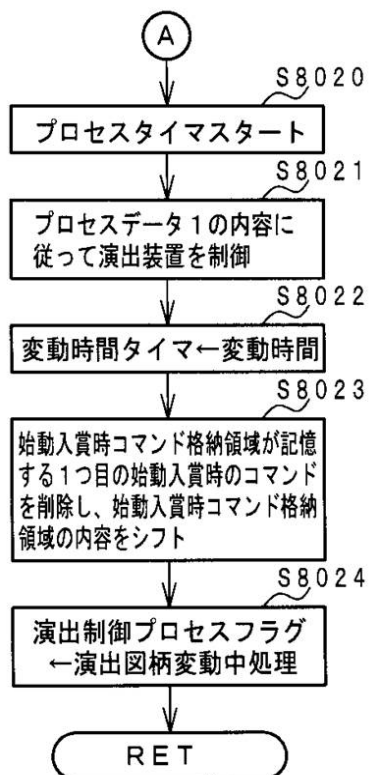 A
S8020
プロセスタイマスタート
S8021
プロセスデータ1の内容に
従って演出装置を制御
S8022
変動時間タイマ←変動時間
S8023
始動入賞時コマンド格納領域が記憶
する1つ目の始動入賞時のコマンド
を削除し、始動入賞時コマンド格納
領域の内容をシフト
S8024
演出制御プロセスフラグ
←演出図柄変動中処理
RET